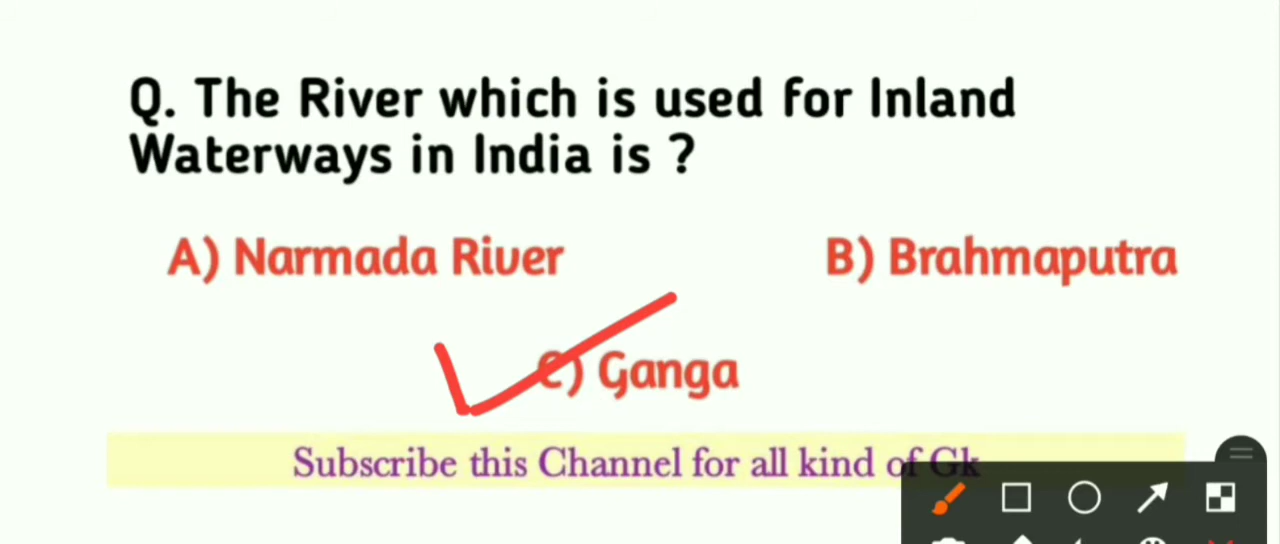 Q. The River which is used for Inland
Waterways in India is ?
A) Narmada River B) Brahmaputra
C) Ganga
Subscribe this Channel for all kind of Gk